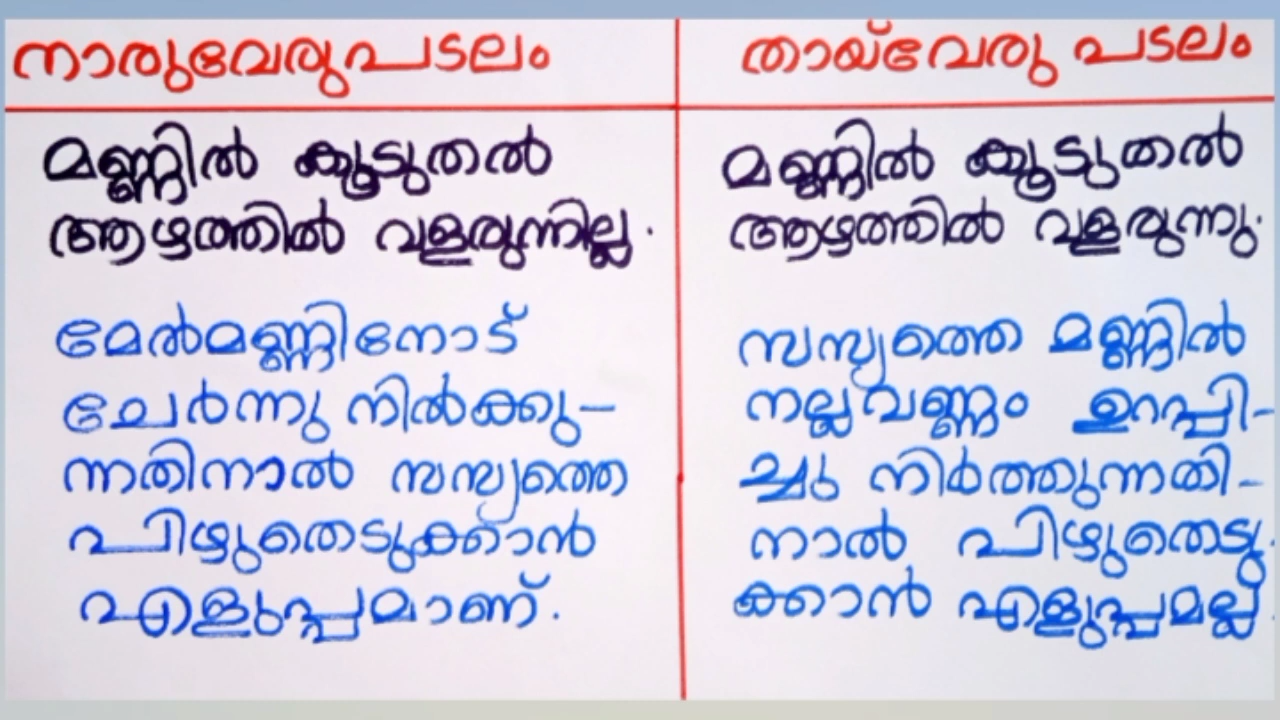 നാരുവേരുപടലം
മണ്ണിൽ കൂടുതൽ
ആഴത്തിൽ വളരുന്നില്ല.
മേൽമണ്ണിനോട്
ചേർന്നു നിൽക്കു-
ന്നതിനാൽ സസ്യത്തെ
പിഴുതെടുക്കാൻ
എളുപ്പമാണ്.
തായ്‌വേരു പടലം
മണ്ണിൽ കൂടുതൽ
ആഴത്തിൽ വളരുന്നു.
സസ്യത്തെ മണ്ണിൽ
നല്ലവണ്ണം ഉറപ്പി-
ച്ചു നിർത്തുന്നതി-
നാൽ പിഴുതെടു
ക്കാൻ എളുപ്പമല്ല.